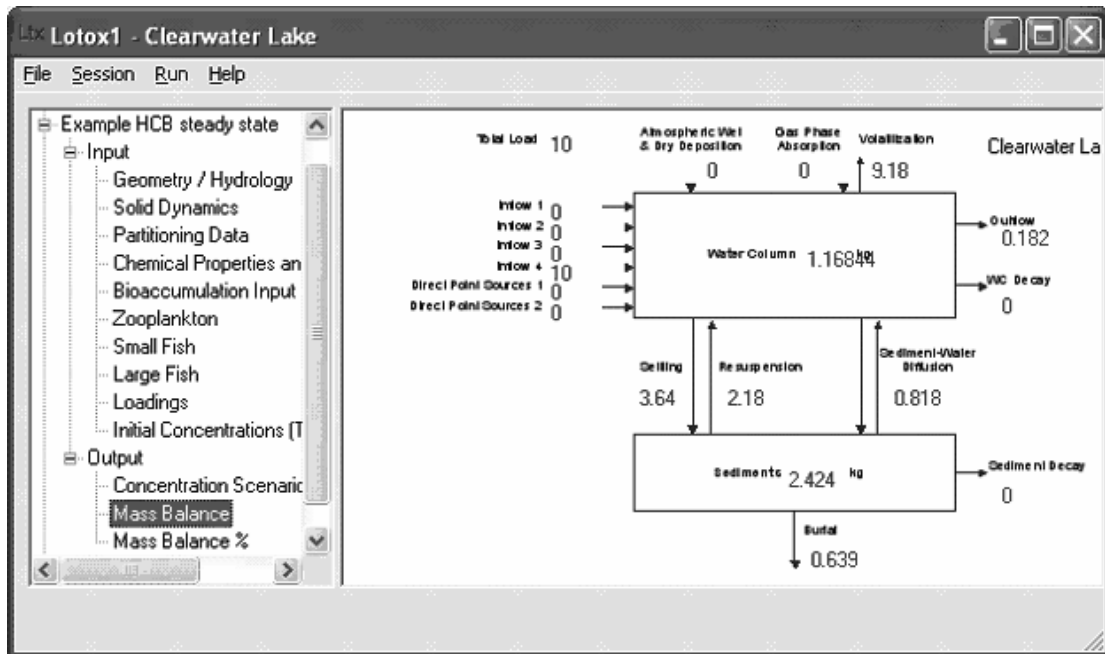 Ltx Lotox1 - Clearwater Lake
File Session Run Help
Example HCB steady state
Input
Geometry / Hydrology
Solid Dynamics
Partitioning Data
Chemical Properties an
Bioaccumulation Input
Zooplankton
Small Fish
Large Fish
Loadings
Initial Concentrations (T
Output
Concentration Scenaric
Mass Balance
Mass Balance %
Total Load 10
Atmospheric Wet
& Dry Deposition
0
Gas Phase
Absorption
0
Volatilization
9.18
Clearwater La
Inflow 1 0
Inflow 2 0
Inflow 3 0
Inflow 4 10
Direct Point Sources 1 0
Direct Point Sources 2 0
Water Column 1.16844 kg
Outflow
0.182
WC Decay
0
Settling
3.64
Resuspension
2.18
Sediment-Water
Diffusion
0.818
Sediments 2.424 kg
Sediment Decay
0
Burial
0.639